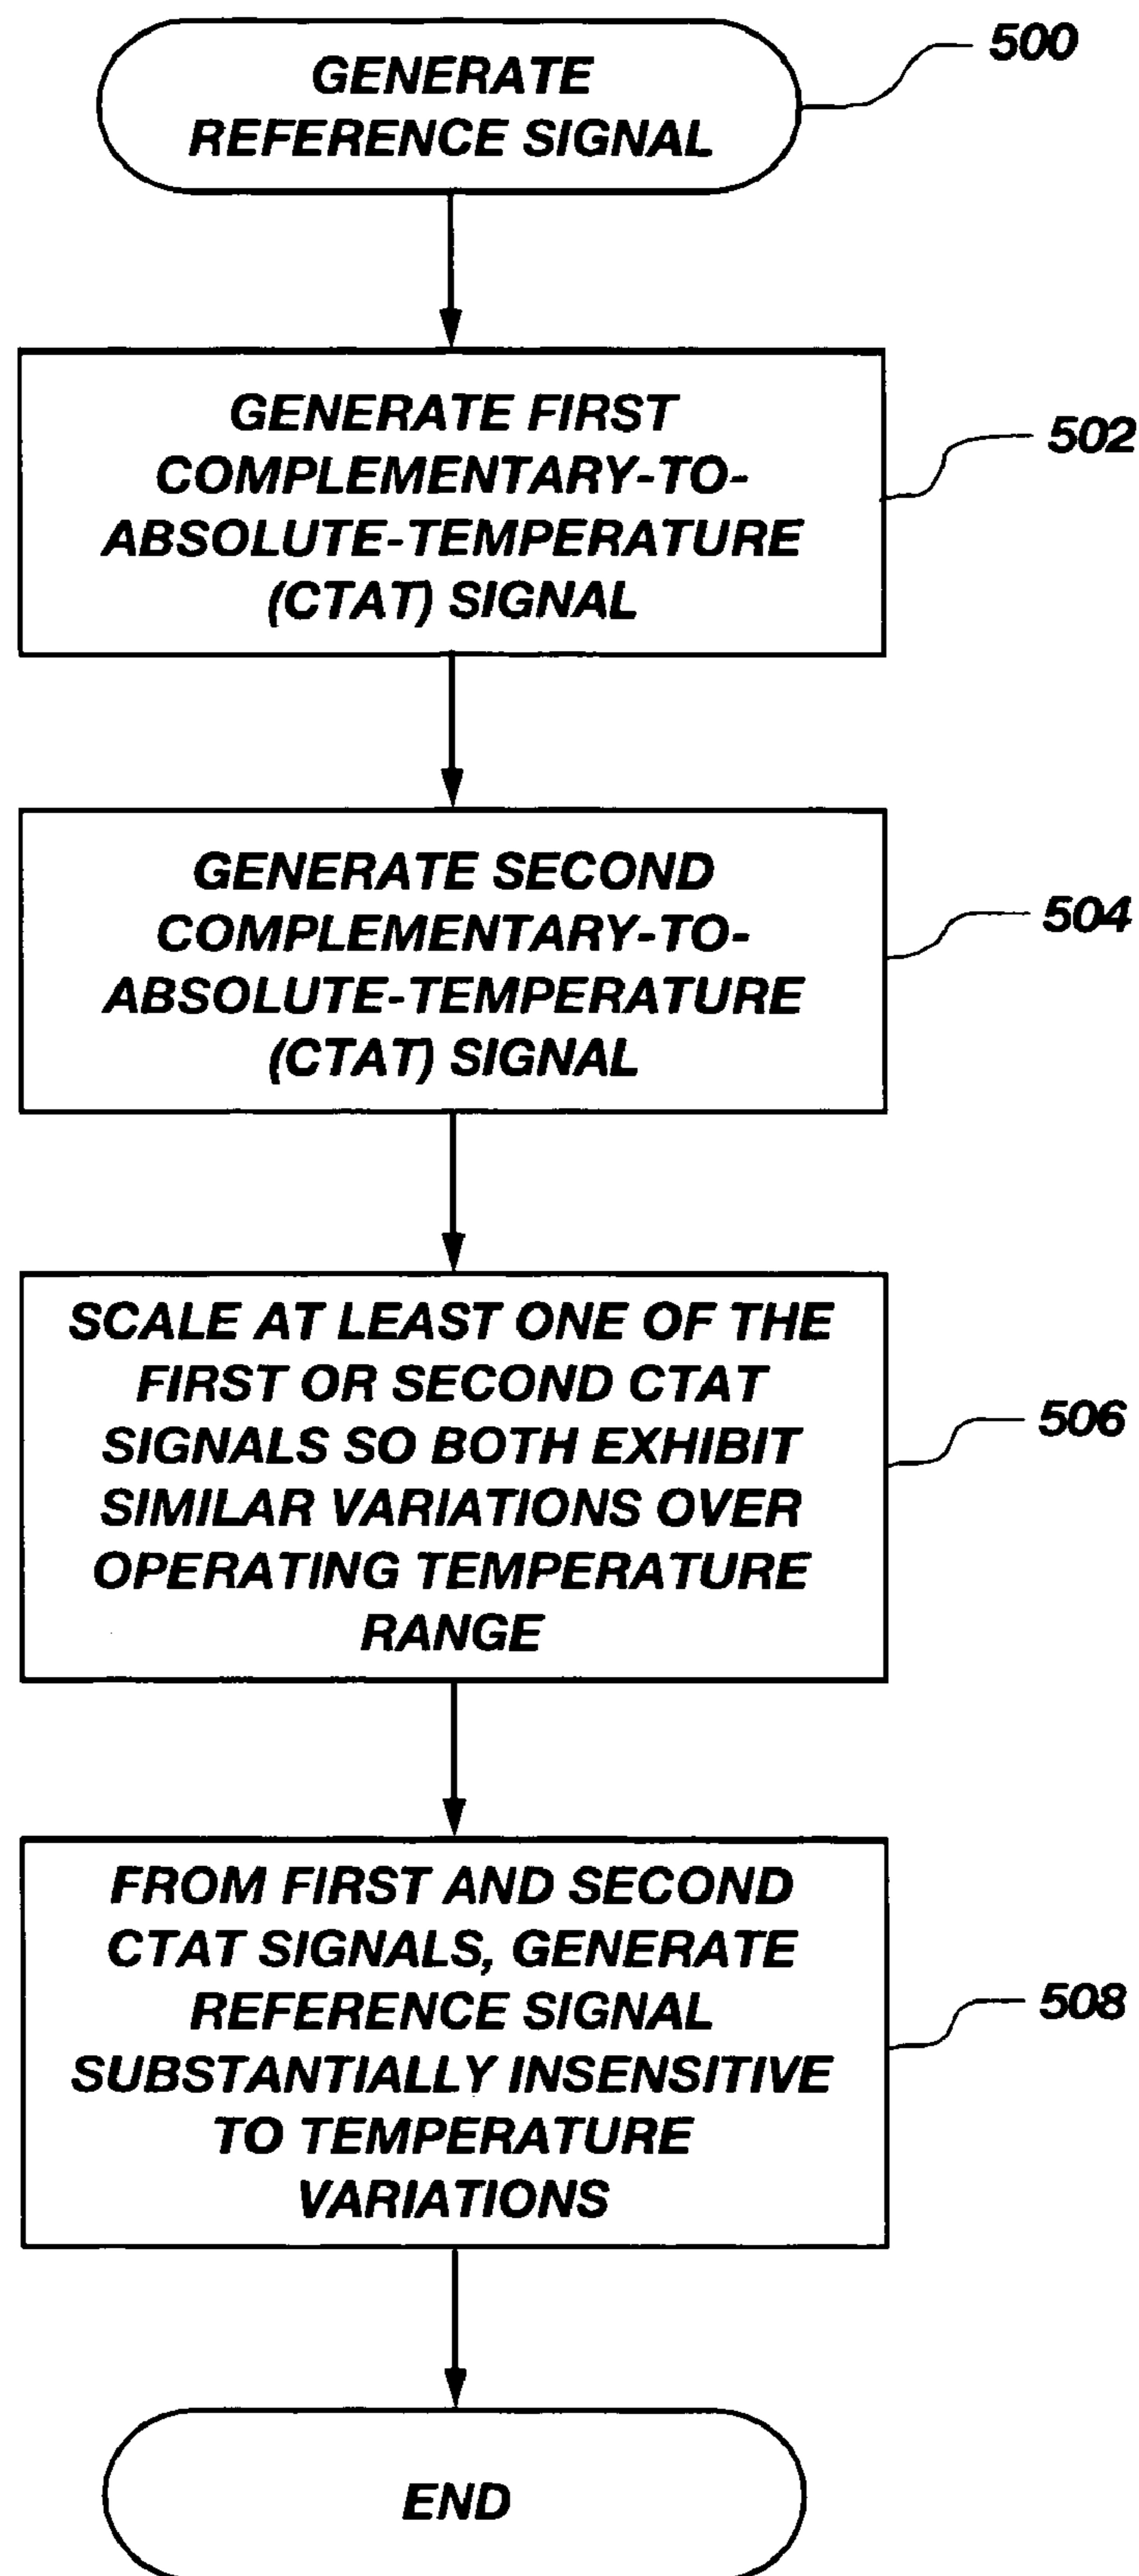 GENERATE
REFERENCE SIGNAL
500
GENERATE FIRST
COMPLEMENTARY-TO-
ABSOLUTE-TEMPERATURE
(CTAT) SIGNAL
502
GENERATE SECOND
COMPLEMENTARY-TO-
ABSOLUTE-TEMPERATURE
(CTAT) SIGNAL
504
SCALE AT LEAST ONE OF THE
FIRST OR SECOND CTAT
SIGNALS SO BOTH EXHIBIT
SIMILAR VARIATIONS OVER
OPERATING TEMPERATURE
RANGE
506
FROM FIRST AND SECOND
CTAT SIGNALS, GENERATE
REFERENCE SIGNAL
SUBSTANTIALLY INSENSITIVE
TO TEMPERATURE
VARIATIONS
508
END